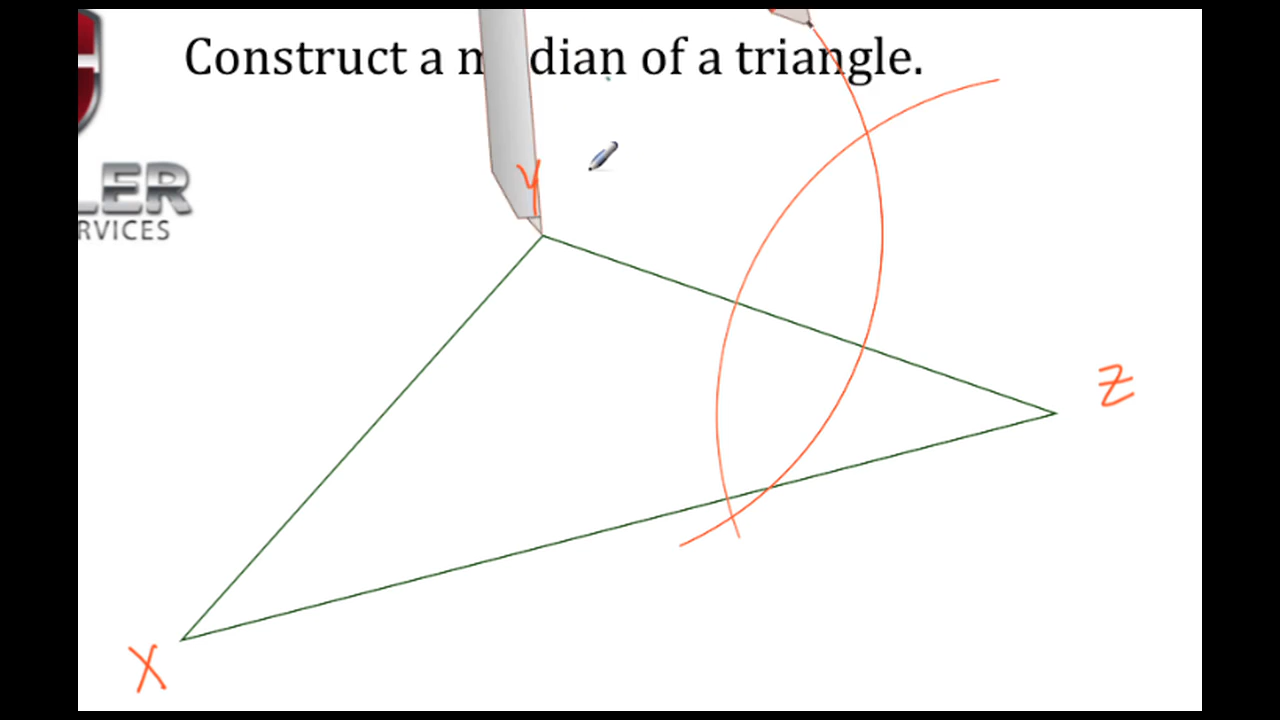 Construct a m dian of a triangle.
LER
RVICES
Y
Z
X